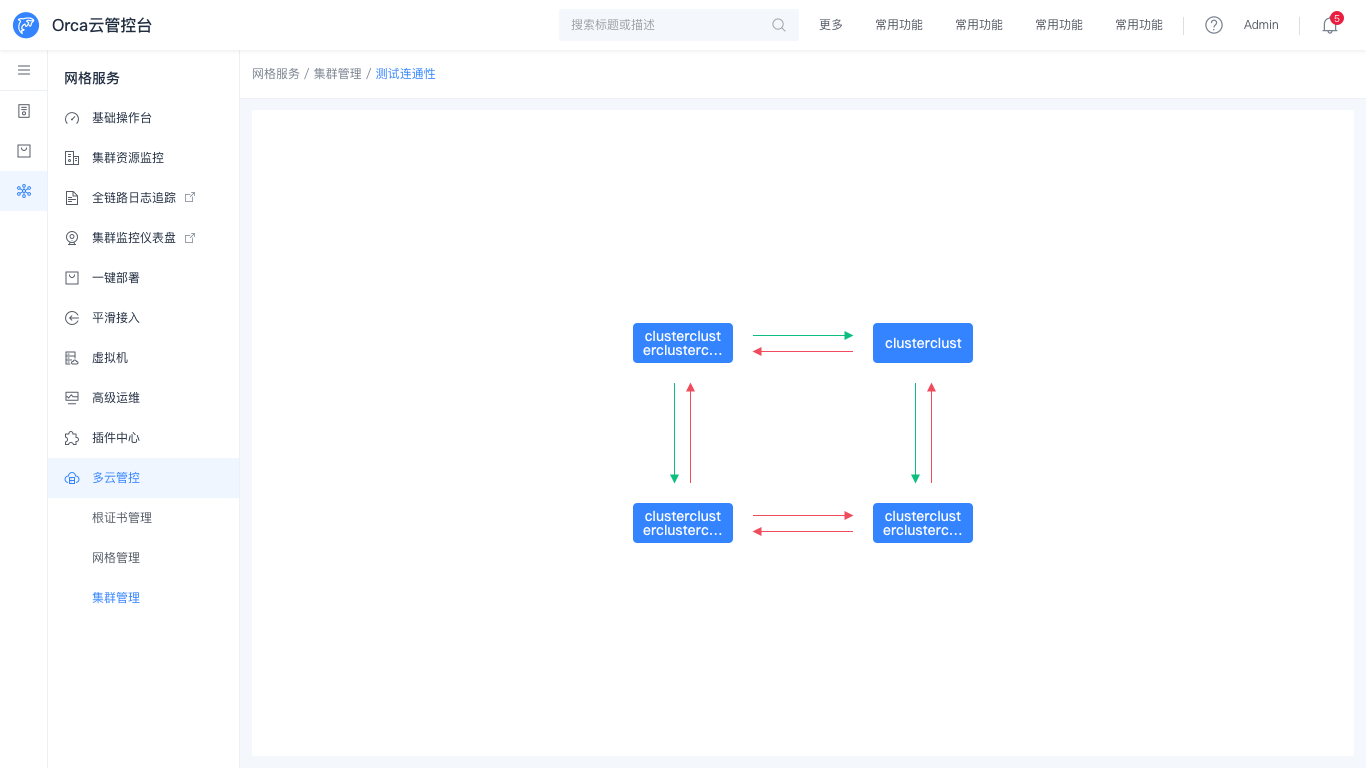 Orca云管控台
搜索标题或描述
更多
常用功能
常用功能
常用功能
常用功能
Admin
5
网格服务
基础操作台
集群资源监控
全链路日志追踪
集群监控仪表盘
一键部署
平滑接入
虚拟机
高级运维
插件中心
多云管控
根证书管理
网格管理
集群管理
网格服务 / 集群管理 / 测试连通性
clusterclust
erclusterc...
clusterclust
clusterclust
erclusterc...
clusterclust
erclusterc...